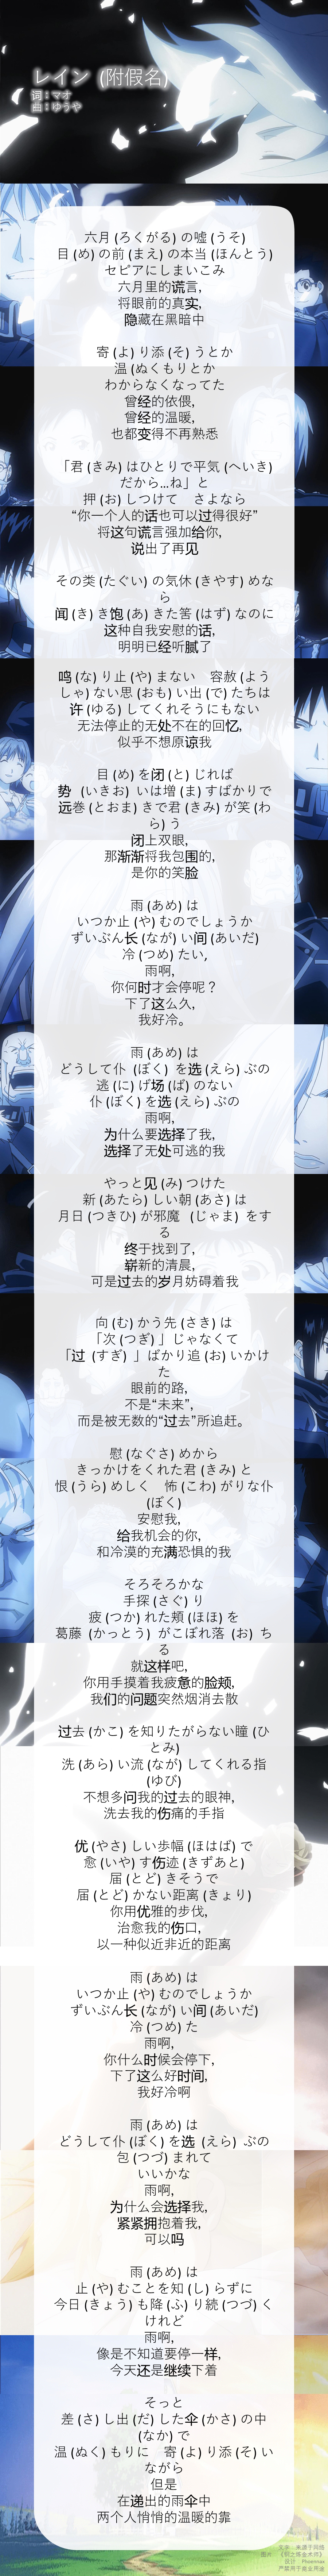 レイン (附假名)
词：マオ
曲：ゆうや
六月 (ろくがる) の嘘 (うそ)
目 (め) の前 (まえ) の本当 (ほんとう)
セピアにしまいこみ
六月里的谎言,
将眼前的真实,
隐藏在黑暗中
寄 (よ) り添 (そ) うとか
温 (ぬくもりとか
わからなくなってた
曾经的依偎,
曾经的温暖,
也都变得不再熟悉
「君 (きみ) はひとりで平気 (へいき)
だから…ね」と
押 (お) しつけて　さよなら
“你一个人的话也可以过得很好”
将这句谎言强加给你,
说出了再见
その类 (たぐい) の気休 (きやす) めな
ら
闻 (き) き饱 (あ) きた筈 (はず) なのに
这种自我安慰的话,
明明已经听腻了
鸣 (な) り止 (や) まない　容赦 (よう
しゃ) ない思 (おも) い出 (で) たちは
许 (ゆる) してくれそうにもない
无法停止的无处不在的回忆,
似乎不想原谅我
目 (め) を闭 (と) じれば
势 (いきお) いは増 (ま) すばかりで
远巻 (とおま) きで君 (きみ) が笑 (わ
ら) う
闭上双眼,
那渐渐将我包围的,
是你的笑脸
雨 (あめ) は
いつか止 (や) むのでしょうか
ずいぶん长 (なが) い间 (あいだ)
冷 (つめ) たい,
雨啊,
你何时才会停呢？
下了这么久,
我好冷。
雨 (あめ) は
どうして仆 (ぼく) を选 (えら) ぶの
逃 (に) げ场 (ば) のない
仆 (ぼく) を选 (えら) ぶの
雨啊,
为什么要选择了我,
选择了无处可逃的我
やっと见 (み) つけた
新 (あたら) しい朝 (あさ) は
月日 (つきひ) が邪魔 (じゃま) をす
る
终于找到了,
崭新的清晨,
可是过去的岁月妨碍着我
向 (む) かう先 (さき) は
「次 (つぎ) 」じゃなくて
「过 (すぎ) 」ばかり追 (お) いかけ
た
眼前的路,
不是“未来”,
而是被无数的“过去”所追赶。
慰 (なぐさ) めから
きっかけをくれた君 (きみ) と
恨 (うら) めしく　怖 (こわ) がりな仆
(ぼく)
安慰我,
给我机会的你,
和冷漠的充满恐惧的我
そろそろかな
手探 (さぐ) り
疲 (つか) れた頬 (ほほ) を
葛藤 (かっとう) がこぼれ落 (お) ち
る
就这样吧,
你用手摸着我疲惫的脸颊,
我们的问题突然烟消去散
过去 (かこ) を知りたがらない瞳 (ひ
とみ)
洗 (あら) い流 (なが) してくれる指
(ゆび)
不想多问我的过去的眼神,
洗去我的伤痛的手指
优 (やさ) しい歩幅 (ほはば) で
愈 (いや) す伤迹 (きずあと)
届 (とど) きそうで
届 (とど) かない距离 (きょり)
你用优雅的步伐,
治愈我的伤口,
以一种似近非近的距离
雨 (あめ) は
いつか止 (や) むのでしょうか
ずいぶん长 (なが) い间 (あいだ)
冷 (つめ) た
雨啊,
你什么时候会停下,
下了这么好时间,
我好冷啊
雨 (あめ) は
どうして仆 (ぼく) を选 (えら) ぶの
包 (つづ) まれて
いいかな
雨啊,
为什么会选择我,
紧紧拥抱着我,
可以吗
雨 (あめ) は
止 (や) むことを知 (し) らずに
今日 (きょう) も降 (ふ) り続 (つづ) く
けれど
雨啊,
像是不知道要停一样,
今天还是继续下着
そっと
差 (さ) し出 (だ) した伞 (かさ) の中
(なか) で
温 (ぬく) もりに　寄 (よ) り添 (そ) い
ながら
但是
在递出的雨伞中
两个人悄悄的温暖的靠